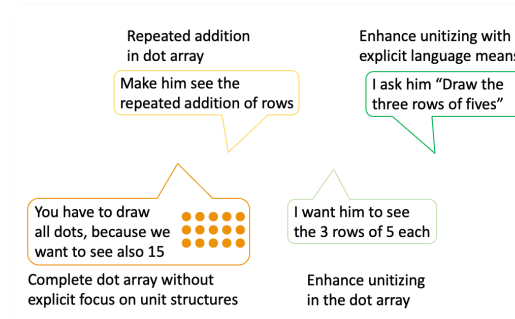 Repeated addition
in dot array
Make him see the
repeated addition of rows
Enhance unitizing with
explicit language means
I ask him “Draw the
three rows of fives”
You have to draw
all dots, because we
want to see also 15
Complete dot array without
explicit focus on unit structures
I want him to see
the 3 rows of 5 each
Enhance unitizing
in the dot array